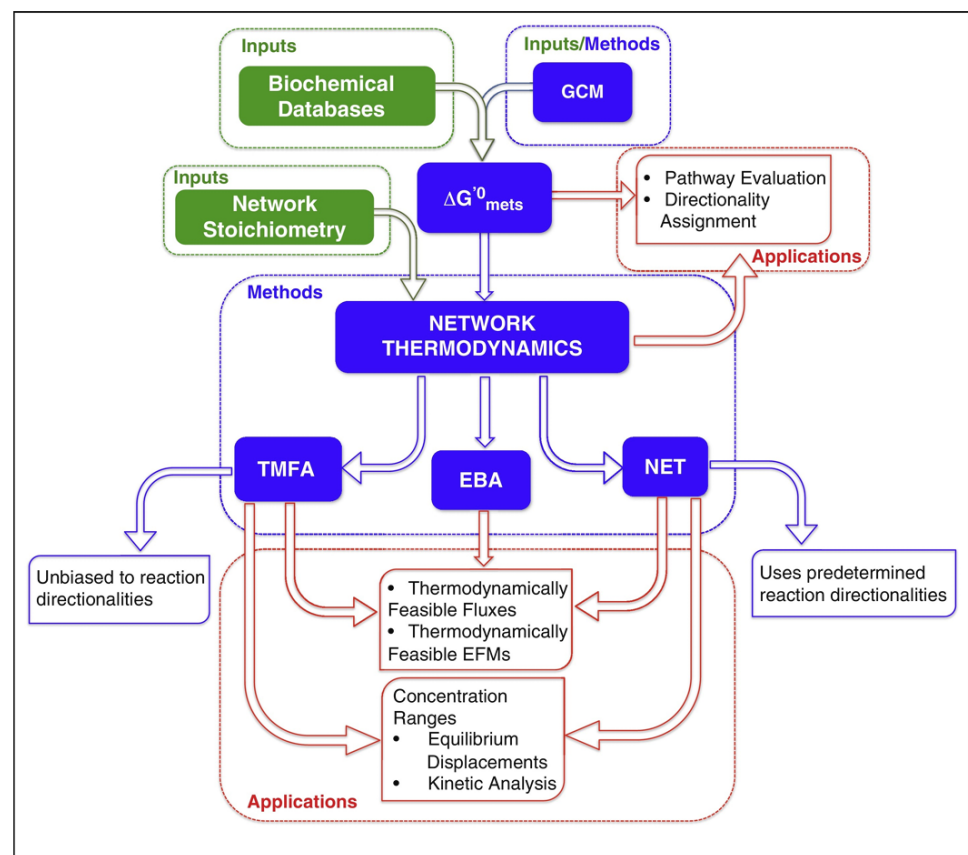 Inputs
Biochemical
Databases
Inputs/Methods
GCM
Inputs
Network
Stoichiometry
ΔG'⁰mets
• Pathway Evaluation
• Directionality
Assignment
Applications
Methods
NETWORK
THERMODYNAMICS
TMFA
EBA
NET
Unbiased to reaction
directionalities
• Thermodynamically
Feasible Fluxes
• Thermodynamically
Feasible EFMs
Uses predetermined
reaction directionalities
Concentration
Ranges
• Equilibrium
Displacements
• Kinetic Analysis
Applications